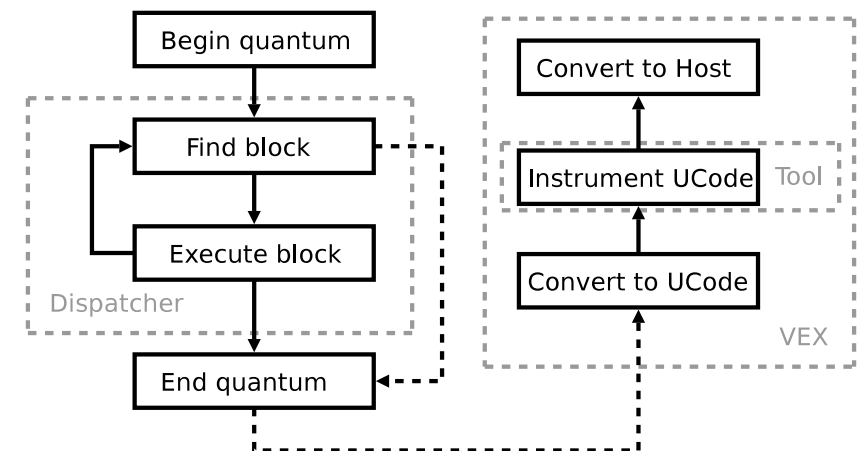 Begin quantum
Find block
Execute block
Dispatcher
End quantum
Convert to Host
Instrument UCode
Tool
Convert to UCode
VEX